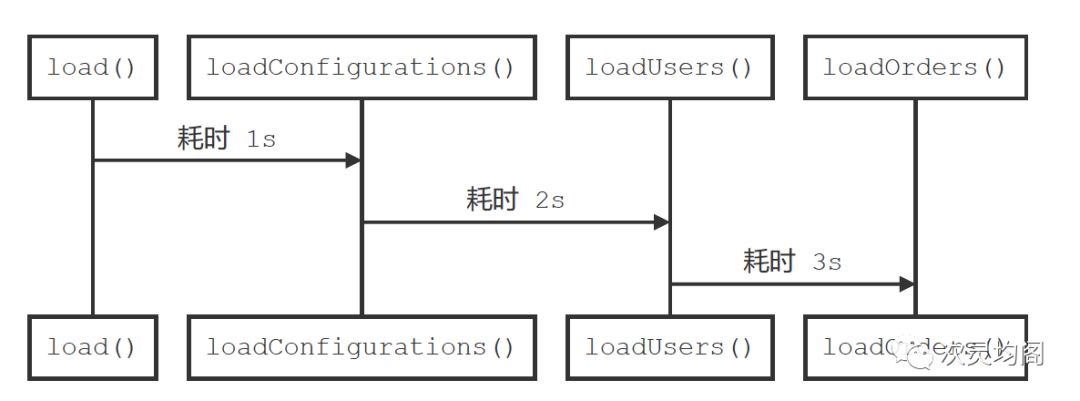 load() loadConfigurations() loadUsers() loadOrders()
耗时 1s
耗时 2s
耗时 3s
load() loadConfigurations() loadUsers() loadOrders()
次灵均阁